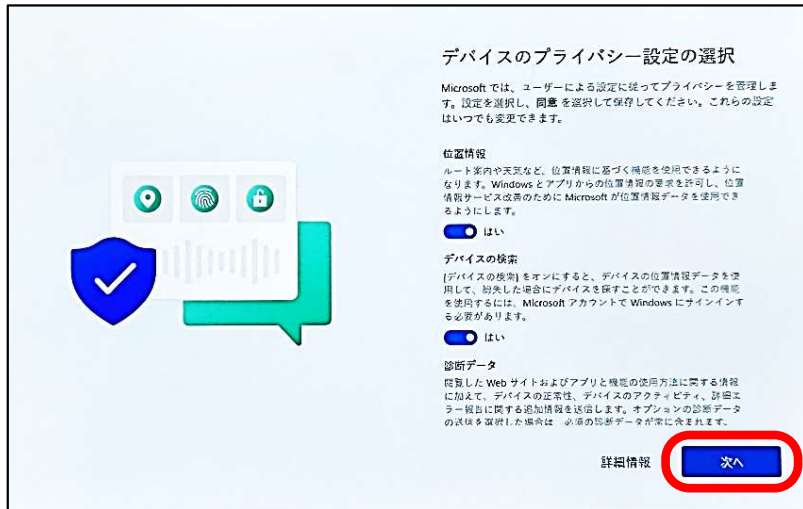 デバイスのプライバシー設定の選択
Microsoft では、ユーザーによる設定に従ってプライバシーを管理しま
す。設定を選択し、同意 を選択して保存してください。これらの設定
はいつでも変更できます。
位置情報
ルート案内や天気など、位置情報に基づく機能を使用できるように
なります。Windows とアプリからの位置情報の要求を許可し、位置
情報サービス改善のために Microsoft が位置情報データを使用でき
るようにします。
はい
デバイスの検索
[デバイスの検索] をオンにすると、デバイスの位置情報データを使
用して、紛失した場合にデバイスを探すことができます。この機能
を使用するには、Microsoft アカウントで Windows にサインインす
る必要があります。
はい
診断データ
閲覧した Web サイトおよびアプリと機能の使用方法に関する情報
に加えて、デバイスの正常性、デバイスのアクティビティ、詳細エ
ラー報告に関する追加情報を送信します。オプションの診断データ
の送信を選択した場合は、必須の診断データが常に含まれます。
詳細情報
次へ